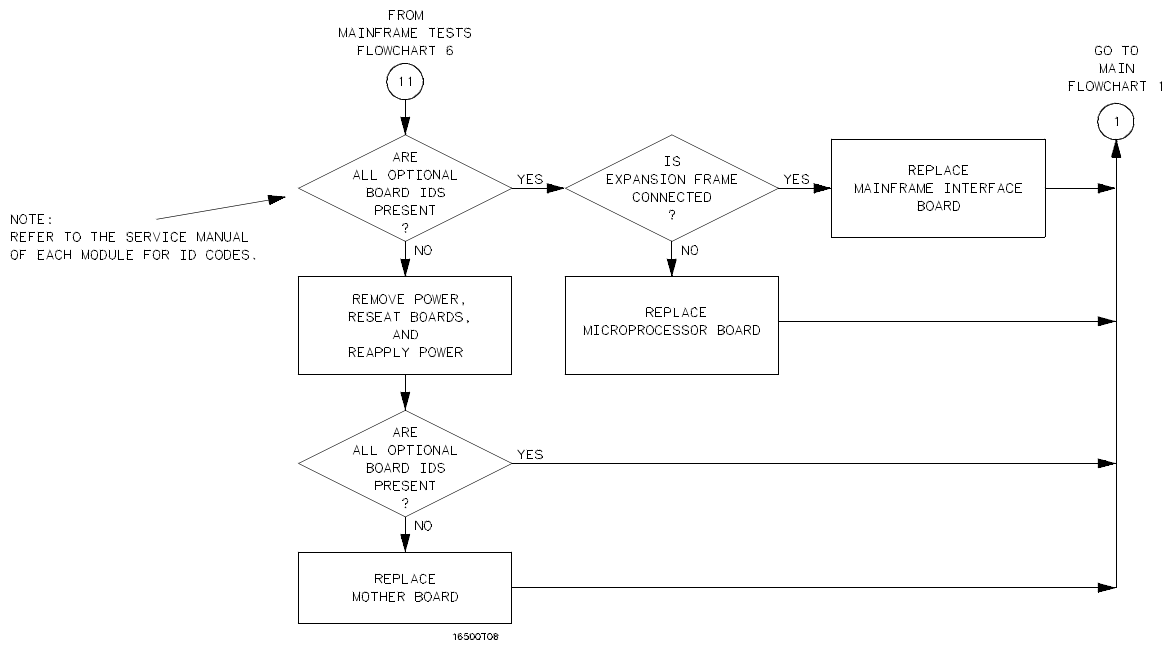 FROM
MAINFRAME TESTS
FLOWCHART 6
11
GO TO
MAIN
FLOWCHART 1
1
ARE
ALL OPTIONAL
BOARD IDS
PRESENT
?
YES
IS
EXPANSION FRAME
CONNECTED
?
YES
REPLACE
MAINFRAME INTERFACE
BOARD
NOTE:
REFER TO THE SERVICE MANUAL
OF EACH MODULE FOR ID CODES.
NO
NO
REMOVE POWER,
RESEAT BOARDS,
AND
REAPPLY POWER
REPLACE
MICROPROCESSOR BOARD
ARE
ALL OPTIONAL
BOARD IDS
PRESENT
?
YES
NO
REPLACE
MOTHER BOARD
16500T08